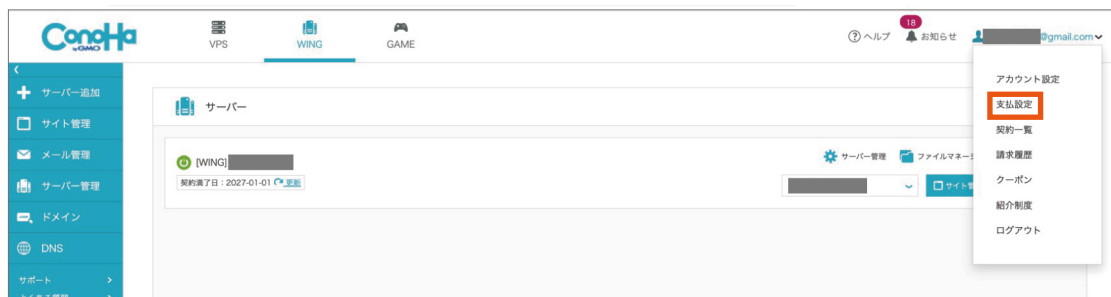 ConoHa by GMO
VPS
WING
GAME
ヘルプ
18
お知らせ
@gmail.com
アカウント設定
支払設定
契約一覧
請求履歴
クーポン
紹介制度
ログアウト
サーバー追加
サイト管理
メール管理
サーバー管理
ドメイン
DNS
サポート
サーバー
[WING]
契約満了日：2027-01-01 更新
サーバー管理
ファイルマネー
サイト管